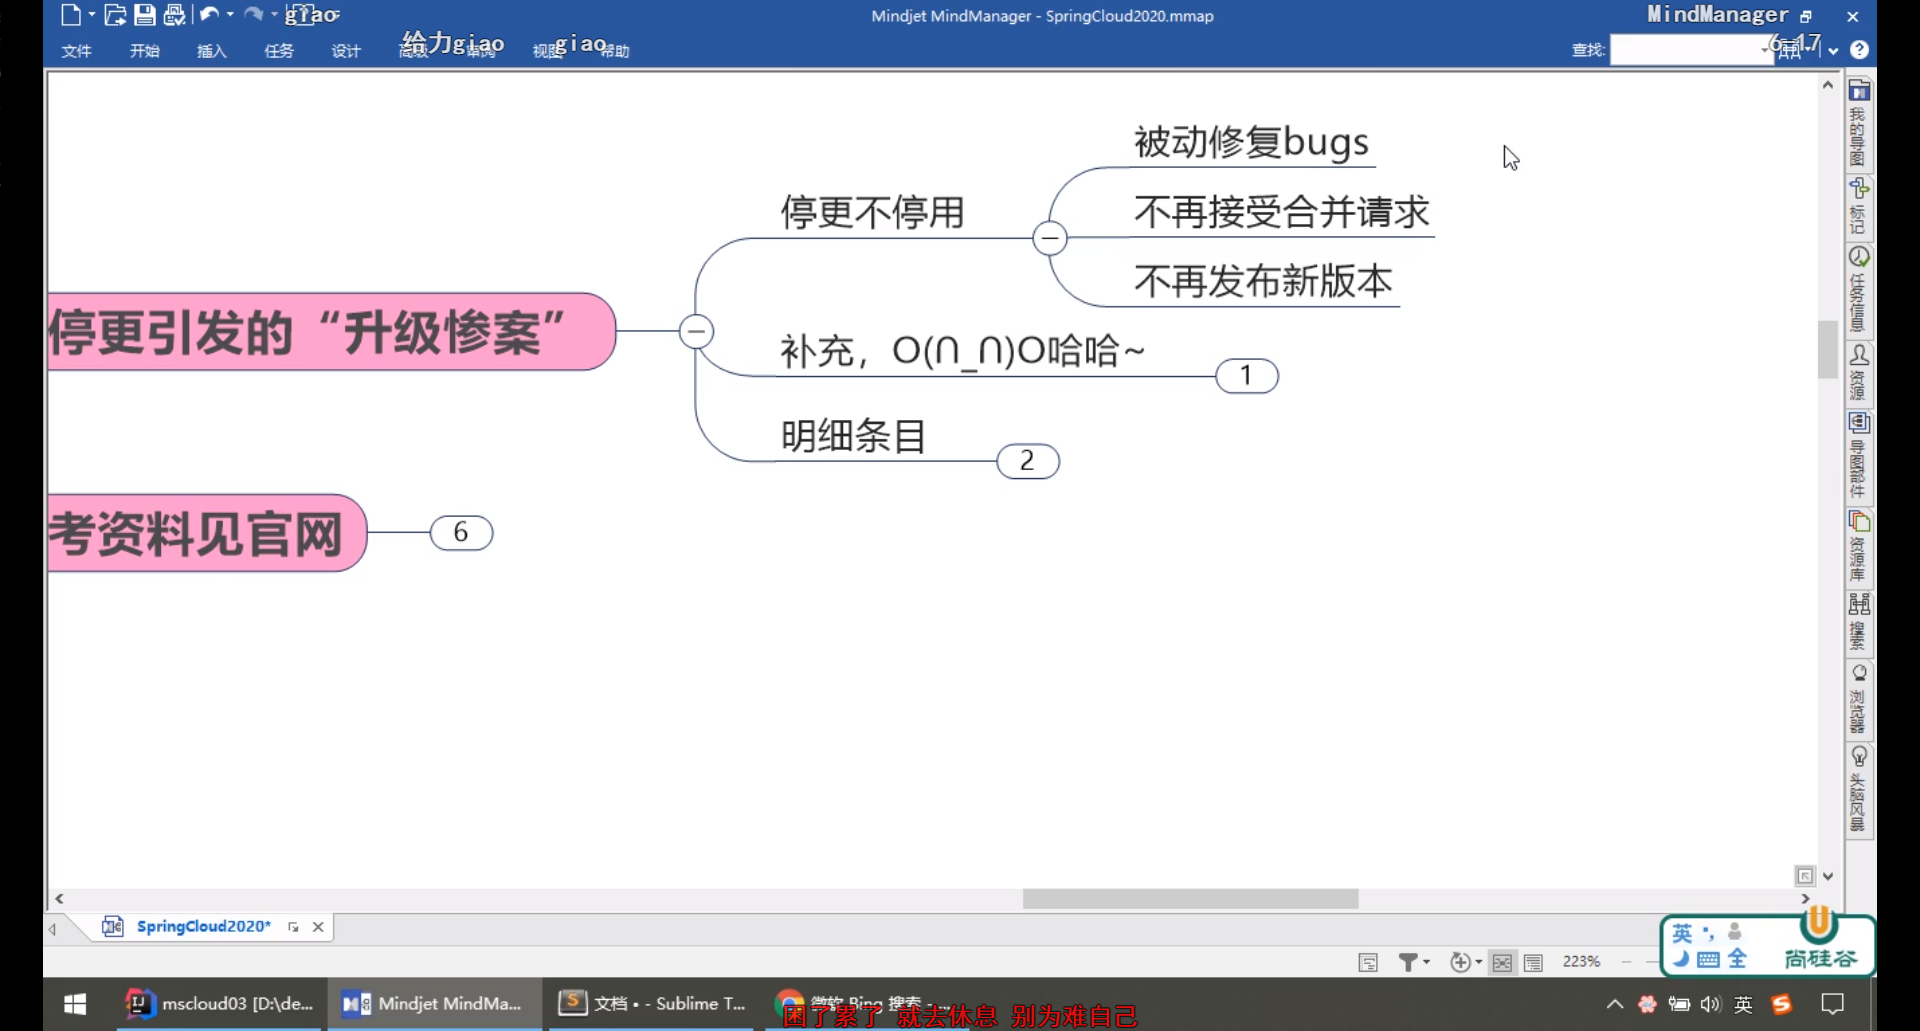 giao
Mindjet MindManager - SpringCloud2020.mmap
MindManager
文件
开始
插入
任务
设计
给力giao
giao
帮助
查找:
6-17
被动修复bugs
停更不停用
不再接受合并请求
不再发布新版本
停更引发的“升级惨案”
补充，O(∩_∩)O哈哈~
1
明细条目
2
考资料见官网
6
我的导图
标记
任务信息
资源
导图部件
资源库
搜索
浏览器
头脑风暴
SpringCloud2020*
223%
英
全
尚硅谷
mscloud03 [D:\de...
Mindjet MindMa...
文档 • - Sublime T...
微软 Bing 搜索 - ...
英
困了累了 就去休息 别为难自己